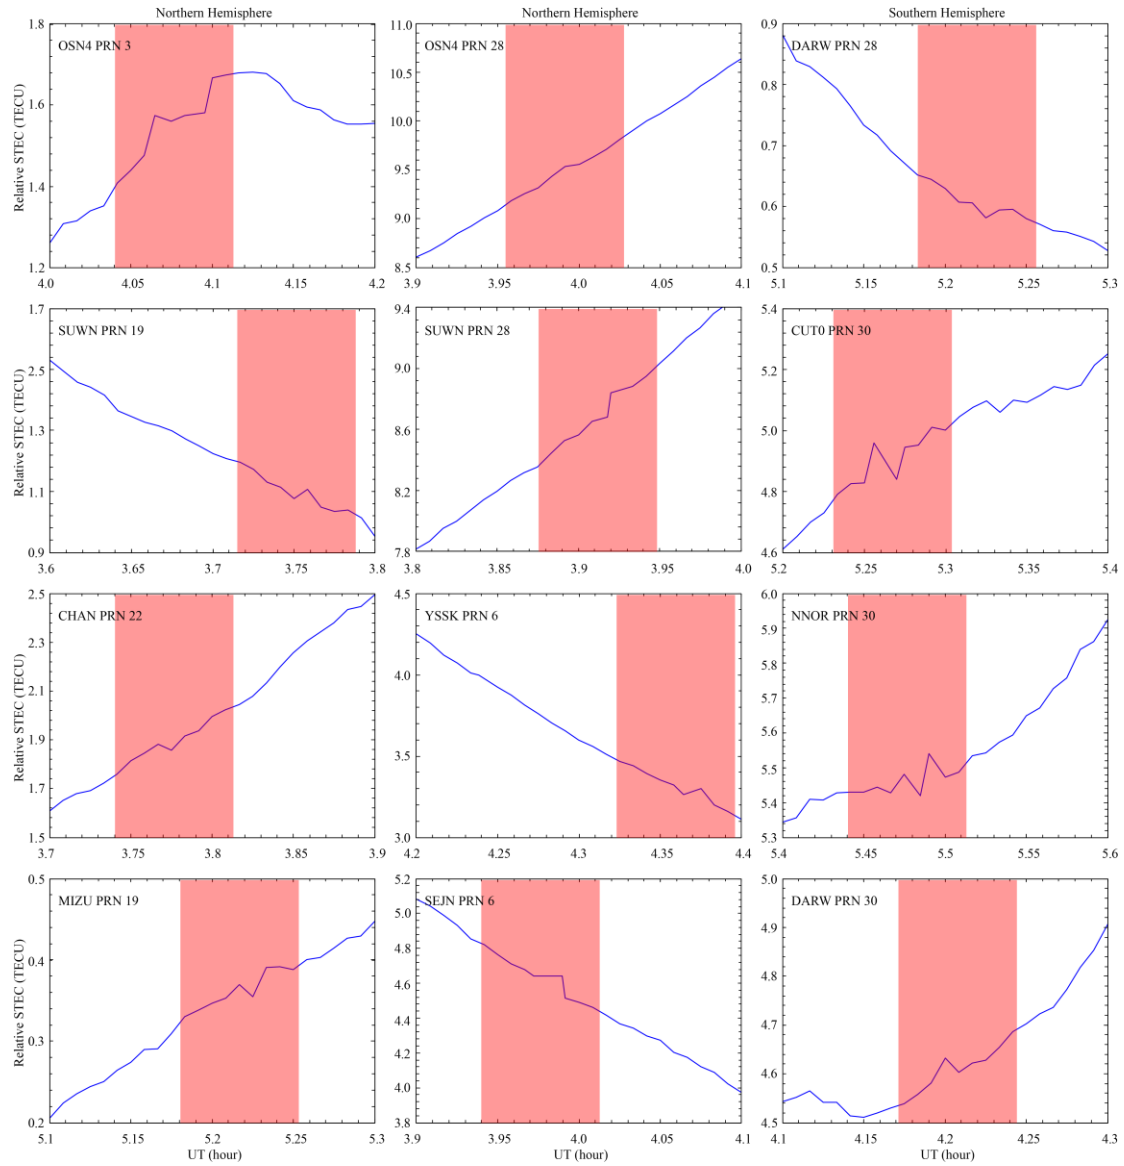 Northern Hemisphere Northern Hemisphere Southern Hemisphere
Relative STEC (TECU)
1.8
1.6
1.4
1.2
OSN4 PRN 3
4.0 4.05 4.1 4.15 4.2
11.0
10.5
10.0
9.5
9.0
8.5
OSN4 PRN 28
3.9 3.95 4.0 4.05 4.1
0.9
0.8
0.7
0.6
0.5
DARW PRN 28
5.1 5.15 5.2 5.25 5.3
Relative STEC (TECU)
1.7
2.5
1.3
1.1
0.9
SUWN PRN 19
3.6 3.65 3.7 3.75 3.8
9.4
9.0
8.6
8.2
7.8
SUWN PRN 28
3.8 3.85 3.9 3.95 4.0
5.4
5.2
5.0
4.8
4.6
CUT0 PRN 30
5.2 5.25 5.3 5.35 5.4
Relative STEC (TECU)
2.5
2.3
2.1
1.9
1.7
1.5
CHAN PRN 22
3.7 3.75 3.8 3.85 3.9
4.5
4.0
3.5
3.0
YSSK PRN 6
4.2 4.25 4.3 4.35 4.4
6.0
5.9
5.8
5.7
5.6
5.5
5.4
5.3
NNOR PRN 30
5.4 5.45 5.5 5.55 5.6
Relative STEC (TECU)
0.5
0.4
0.3
0.2
MIZU PRN 19
5.1 5.15 5.2 5.25 5.3
UT (hour)
5.2
5.0
4.8
4.6
4.4
4.2
4.0
3.8
SEJN PRN 6
3.9 3.95 4.0 4.05 4.1
UT (hour)
5.0
4.9
4.8
4.7
4.6
4.5
DARW PRN 30
4.1 4.15 4.2 4.25 4.3
UT (hour)